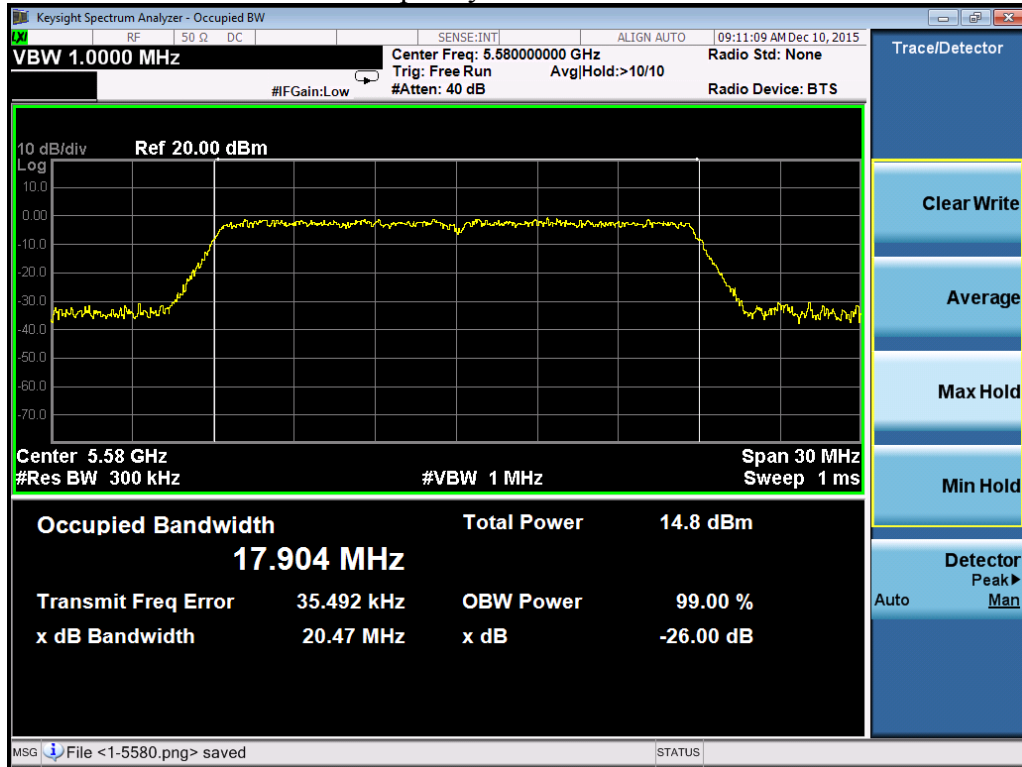 Keysight Spectrum Analyzer - Occupied BW
LXI RF 50 Ω DC SENSE:INT ALIGN AUTO 09:11:09 AM Dec 10, 2015
VBW 1.0000 MHz
Center Freq: 5.580000000 GHz Radio Std: None
Trig: Free Run Avg|Hold:>10/10
#IFGain:Low #Atten: 40 dB Radio Device: BTS
10 dB/div Ref 20.00 dBm
Log
10.0
0.00
-10.0
-20.0
-30.0
-40.0
-50.0
-60.0
-70.0
Center 5.58 GHz Span 30 MHz
#Res BW 300 kHz #VBW 1 MHz Sweep 1 ms
Occupied Bandwidth Total Power 14.8 dBm
17.904 MHz
Transmit Freq Error 35.492 kHz OBW Power 99.00 %
x dB Bandwidth 20.47 MHz x dB -26.00 dB
MSG File <1-5580.png> saved STATUS
Trace/Detector
Clear Write
Average
Max Hold
Min Hold
Detector
Peak▶
Auto Man